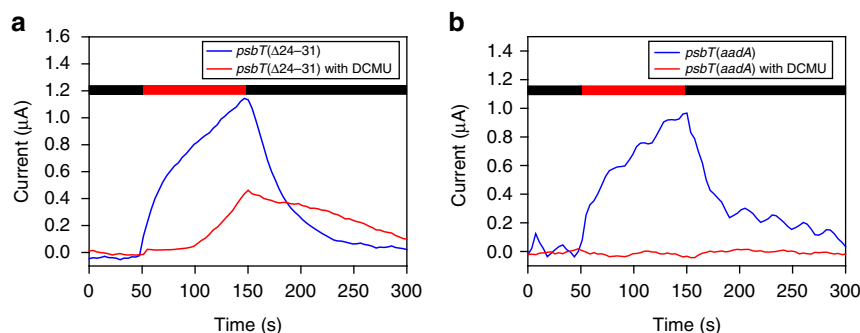 a
psbT(Δ24–31)
psbT(Δ24–31) with DCMU
Current (μA)
1.6
1.4
1.2
1.0
0.8
0.6
0.4
0.2
0.0
0 50 100 150 200 250 300
Time (s)
b
psbT(aadA)
psbT(aadA) with DCMU
Current (μA)
1.4
1.2
1.0
0.8
0.6
0.4
0.2
0.0
0 50 100 150 200 250 300
Time (s)